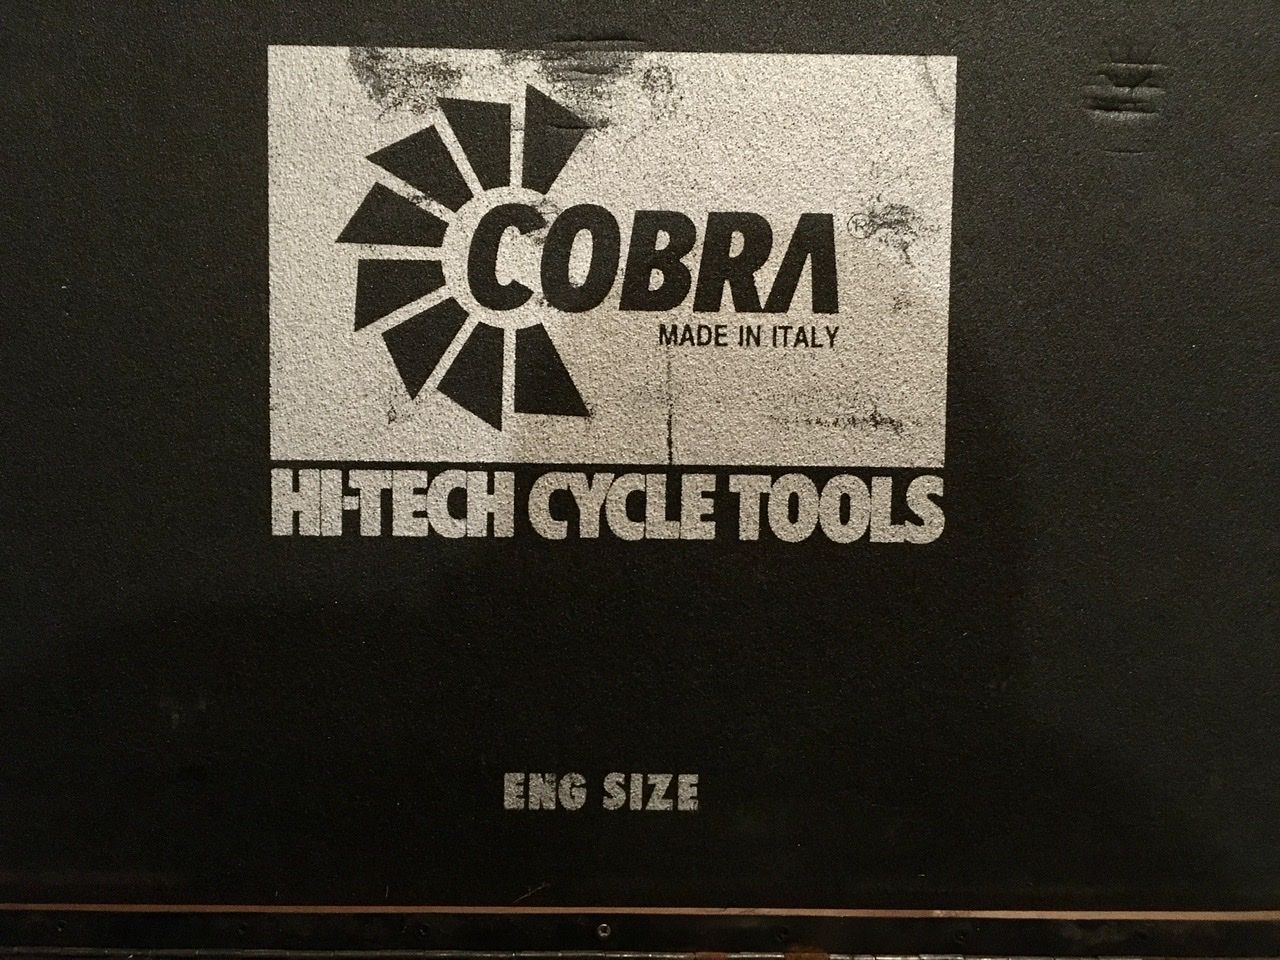 COBRA ®
MADE IN ITALY
HI-TECH CYCLE TOOLS
ENG SIZE